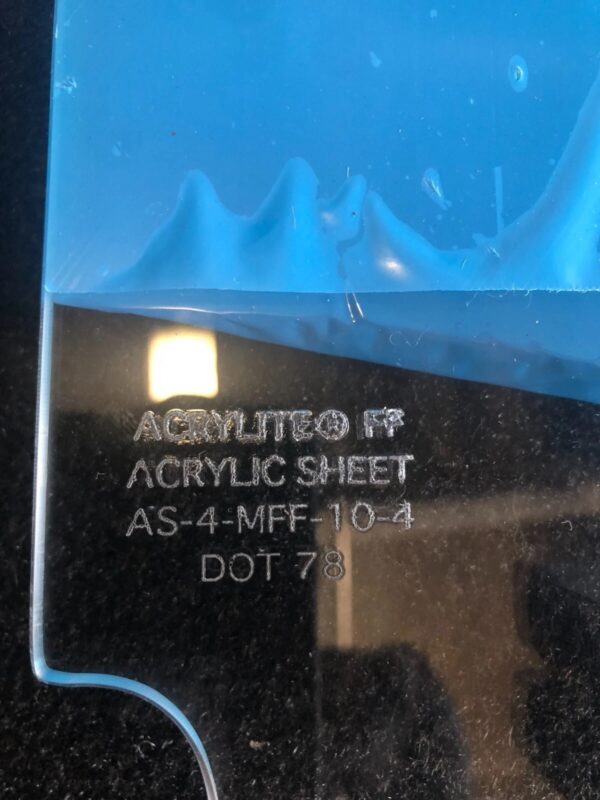 ACRYLITE® FF
ACRYLIC SHEET
AS-4-MFF-10-4
DOT 78